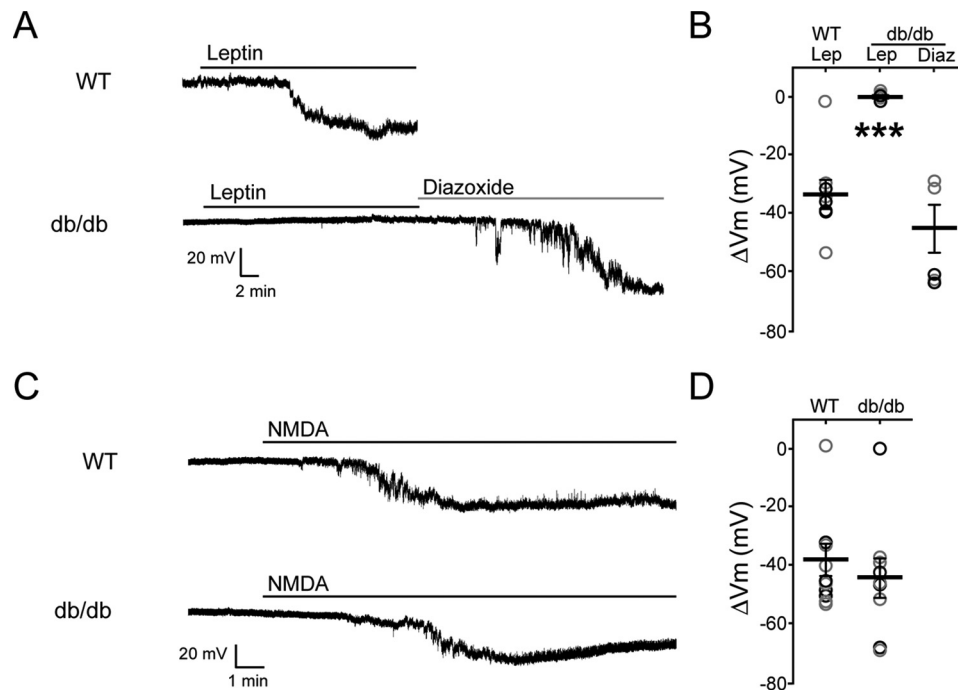 A
Leptin
WT
Leptin
Diazoxide
db/db
20 mV
2 min
B
WT db/db
Lep Lep Diaz
0
-20
-40
-60
-80
ΔVm (mV)
***
C
NMDA
WT
NMDA
db/db
20 mV
1 min
D
WT db/db
0
-20
-40
-60
-80
ΔVm (mV)